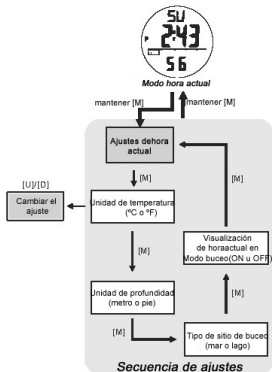 SU
P 2:43
56
Modo hora actual
mantener [M]
mantener [M]
Ajustes dehora
actual
[U]/[D]
Cambiar el
ajuste
[M]
[M]
Unidad de temperatura
(ºC o ºF)
Visualización
de horaactual en
Modo buceo(ON u OFF)
[M]
Unidad de profundidad
(metro o pie)
[M]
[M]
Tipo de sitio de buceo
(mar o lago)
Secuencia de ajustes